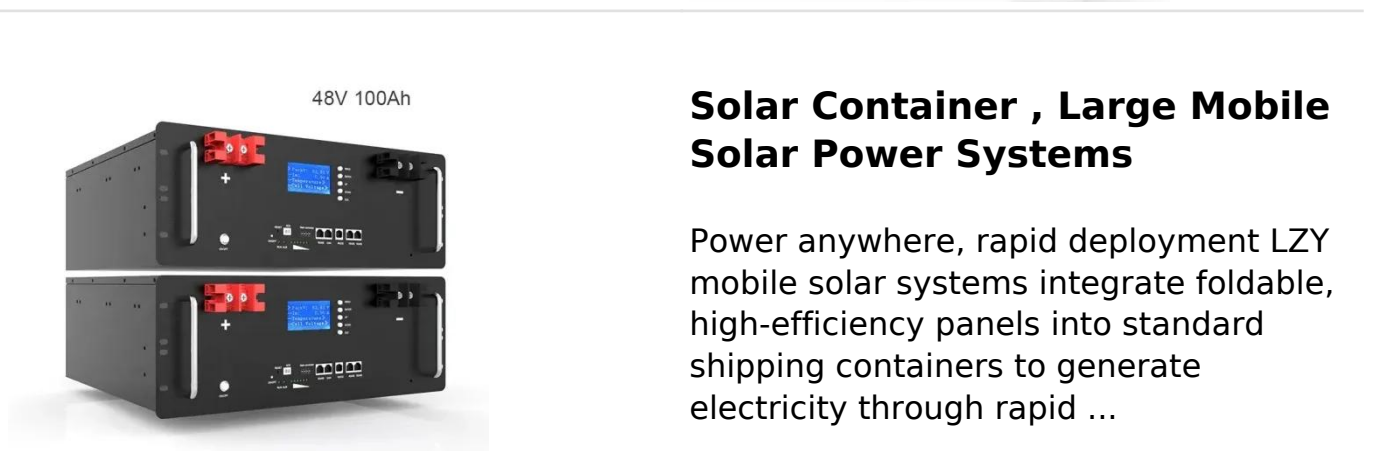 48V 100Ah
Solar Container , Large Mobile
Solar Power Systems
Power anywhere, rapid deployment LZY
mobile solar systems integrate foldable,
high-efficiency panels into standard
shipping containers to generate
electricity through rapid ...